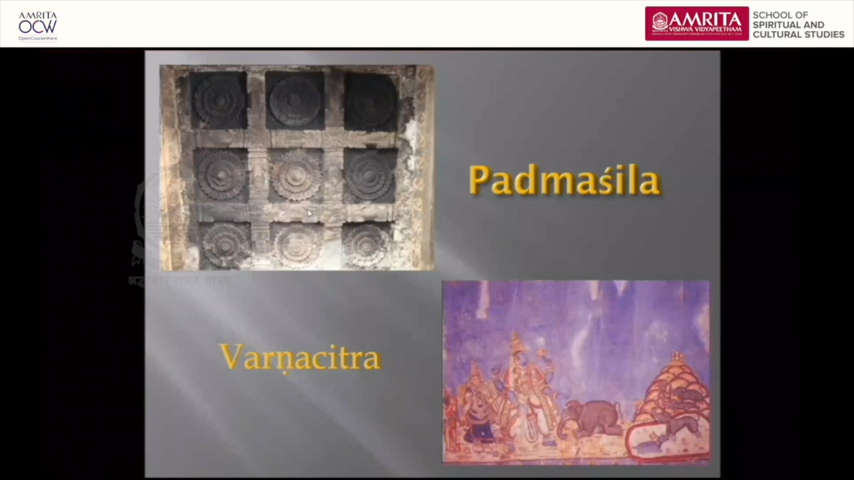 AMRITA
OCW
OpenCourseWare
AMRITA
VISHWA VIDYAPEETHAM
SCHOOL OF
SPIRITUAL AND
CULTURAL STUDIES
Padmaśila
Varṇacitra